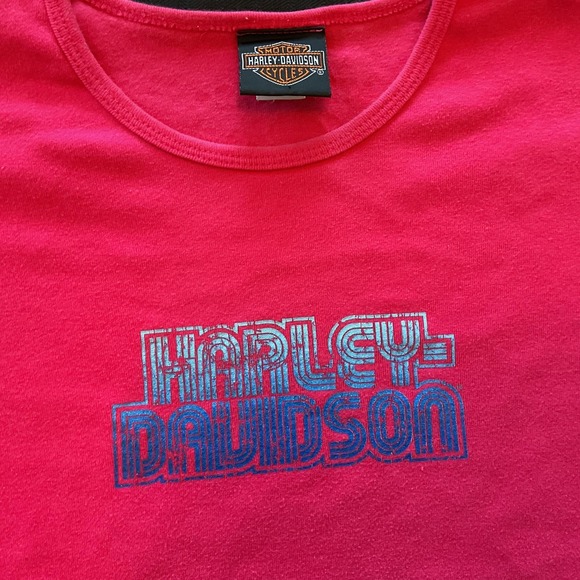 MOTOR
HARLEY-DAVIDSON
CYCLES
®
HARLEY-
DAVIDSON